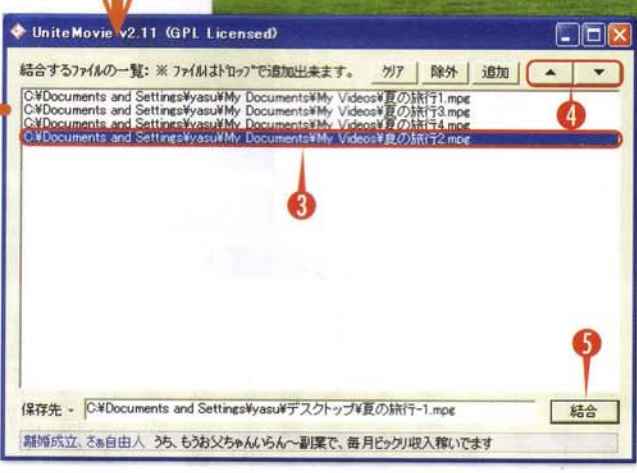 UniteMovie v2.11 (GPL Licensed)
結合するファイルの一覧: ※ ファイルはドロップで追加出来ます。 クリア 除外 追加 ▲ ▼
C:¥Documents and Settings¥yasu¥My Documents¥My Videos¥夏の旅行1.mpg
C:¥Documents and Settings¥yasu¥My Documents¥My Videos¥夏の旅行3.mpg
C:¥Documents and Settings¥yasu¥My Documents¥My Videos¥夏の旅行4.mpg
C:¥Documents and Settings¥yasu¥My Documents¥My Videos¥夏の旅行2.mpg
4
3
5
保存先 C:¥Documents and Settings¥yasu¥デスクトップ¥夏の旅行-1.mpg 結合
離婚成立、さぁ自由人 うち、もうお父ちゃんいらん~副業で、毎月ビックリ収入稼いでます